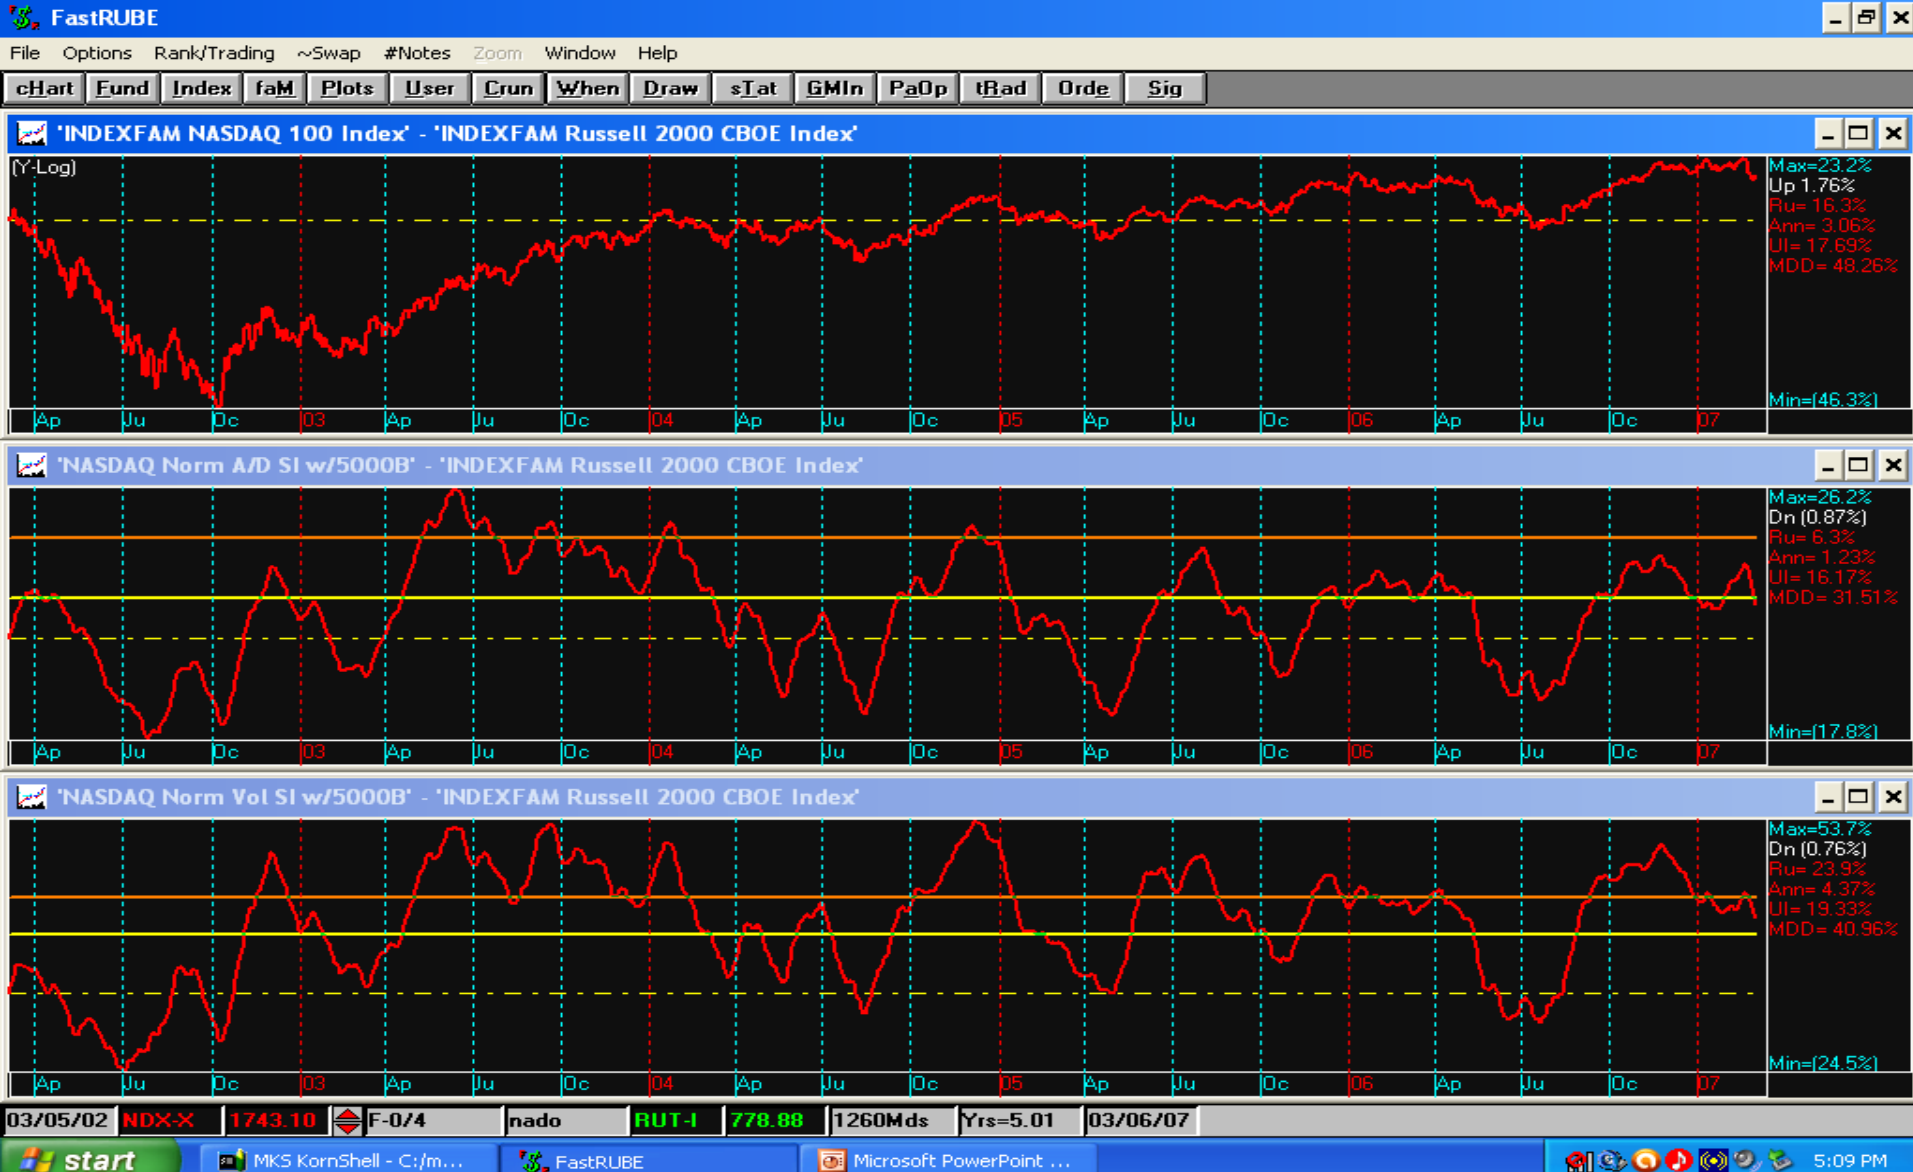 FastRUBE
File Options Rank/Trading ~Swap #Notes Zoom Window Help
cHart Fund Index faM Plots User Crun When Draw sTat GMIn PaOp tRad Orde Sig
'INDEXFAM NASDAQ 100 Index' - 'INDEXFAM Russell 2000 CBOE Index'
(Y-Log)
Max=23.2%
Up 1.76%
Ru= 16.3%
Ann= 3.06%
UI= 17.69%
MDD= 48.26%
Min=(46.3%)
Ap Ju Oc 03 Ap Ju Oc 04 Ap Ju Oc 05 Ap Ju Oc 06 Ap Ju Oc 07
'NASDAQ Norm A/D SI w/5000B' - 'INDEXFAM Russell 2000 CBOE Index'
Max=26.2%
Dn (0.87%)
Ru= 6.3%
Ann= 1.23%
UI= 16.17%
MDD= 31.51%
Min=(17.8%)
Ap Ju Oc 03 Ap Ju Oc 04 Ap Ju Oc 05 Ap Ju Oc 06 Ap Ju Oc 07
'NASDAQ Norm Vol SI w/5000B' - 'INDEXFAM Russell 2000 CBOE Index'
Max=53.7%
Dn (0.76%)
Ru= 23.9%
Ann= 4.37%
UI= 19.33%
MDD= 40.96%
Min=(24.5%)
Ap Ju Oc 03 Ap Ju Oc 04 Ap Ju Oc 05 Ap Ju Oc 06 Ap Ju Oc 07
03/05/02 NDX-X 1743.10 F-0/4 nado RUT-I 778.88 1260Mds Yrs=5.01 03/06/07
start MKS KornShell - C:/m... FastRUBE Microsoft PowerPoint ... 5:09 PM